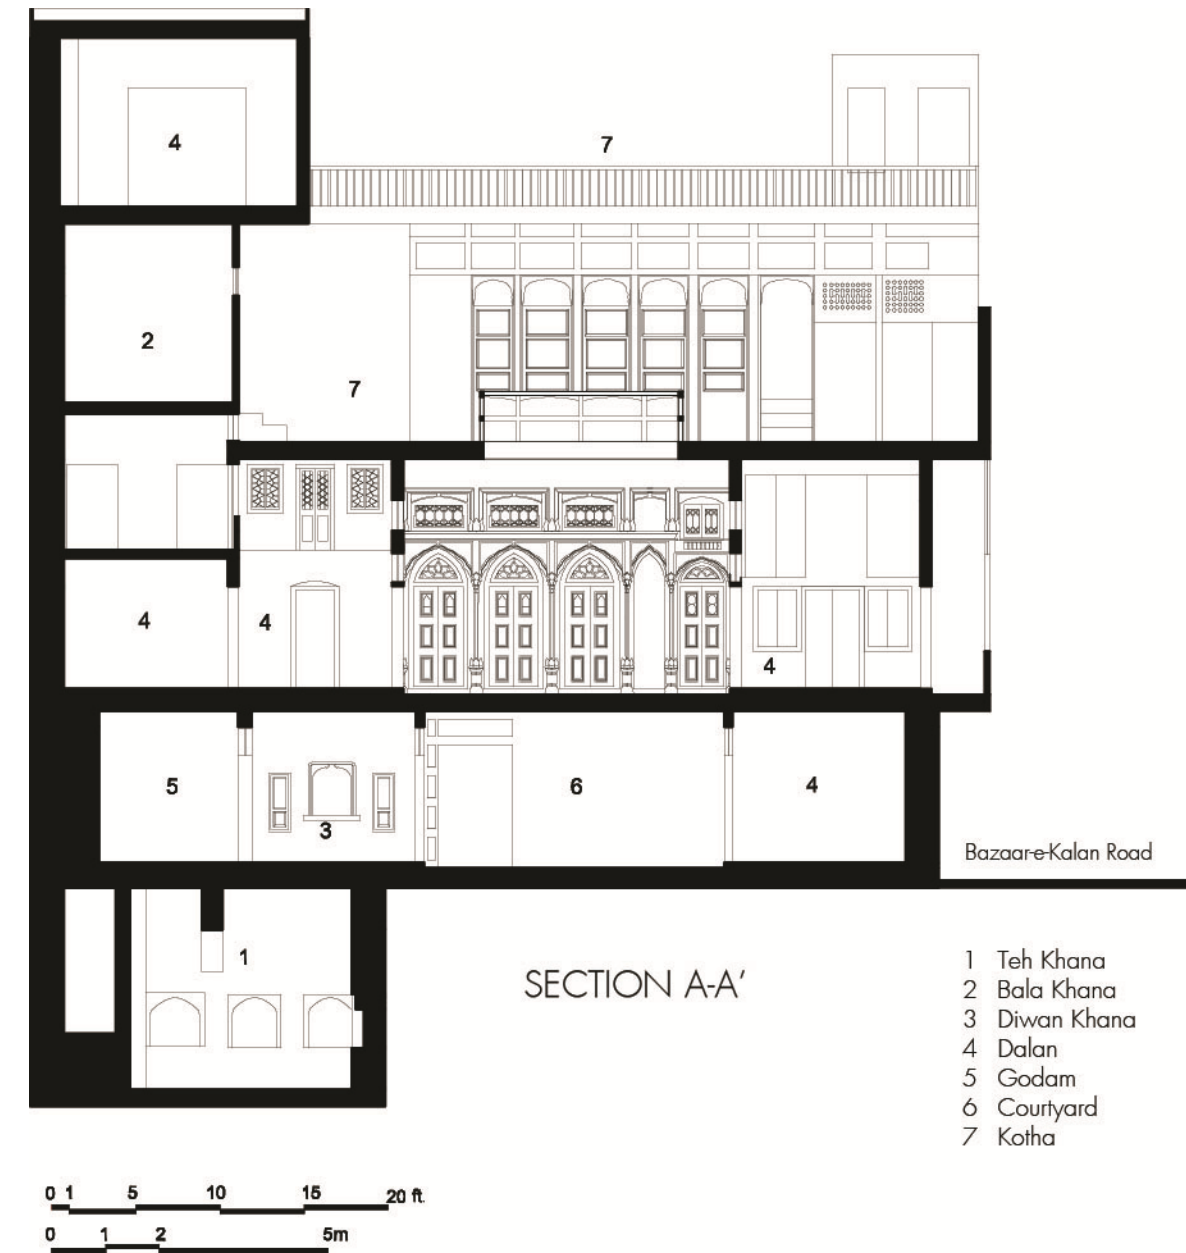 4
7
2
7
4
4
4
5
3
6
4
Bazaar-e-Kalan Road
1
SECTION A-A'
1 Teh Khana
2 Bala Khana
3 Diwan Khana
4 Dalan
5 Godam
6 Courtyard
7 Kotha
0 1 5 10 15 20 ft.
0 1 2 5m